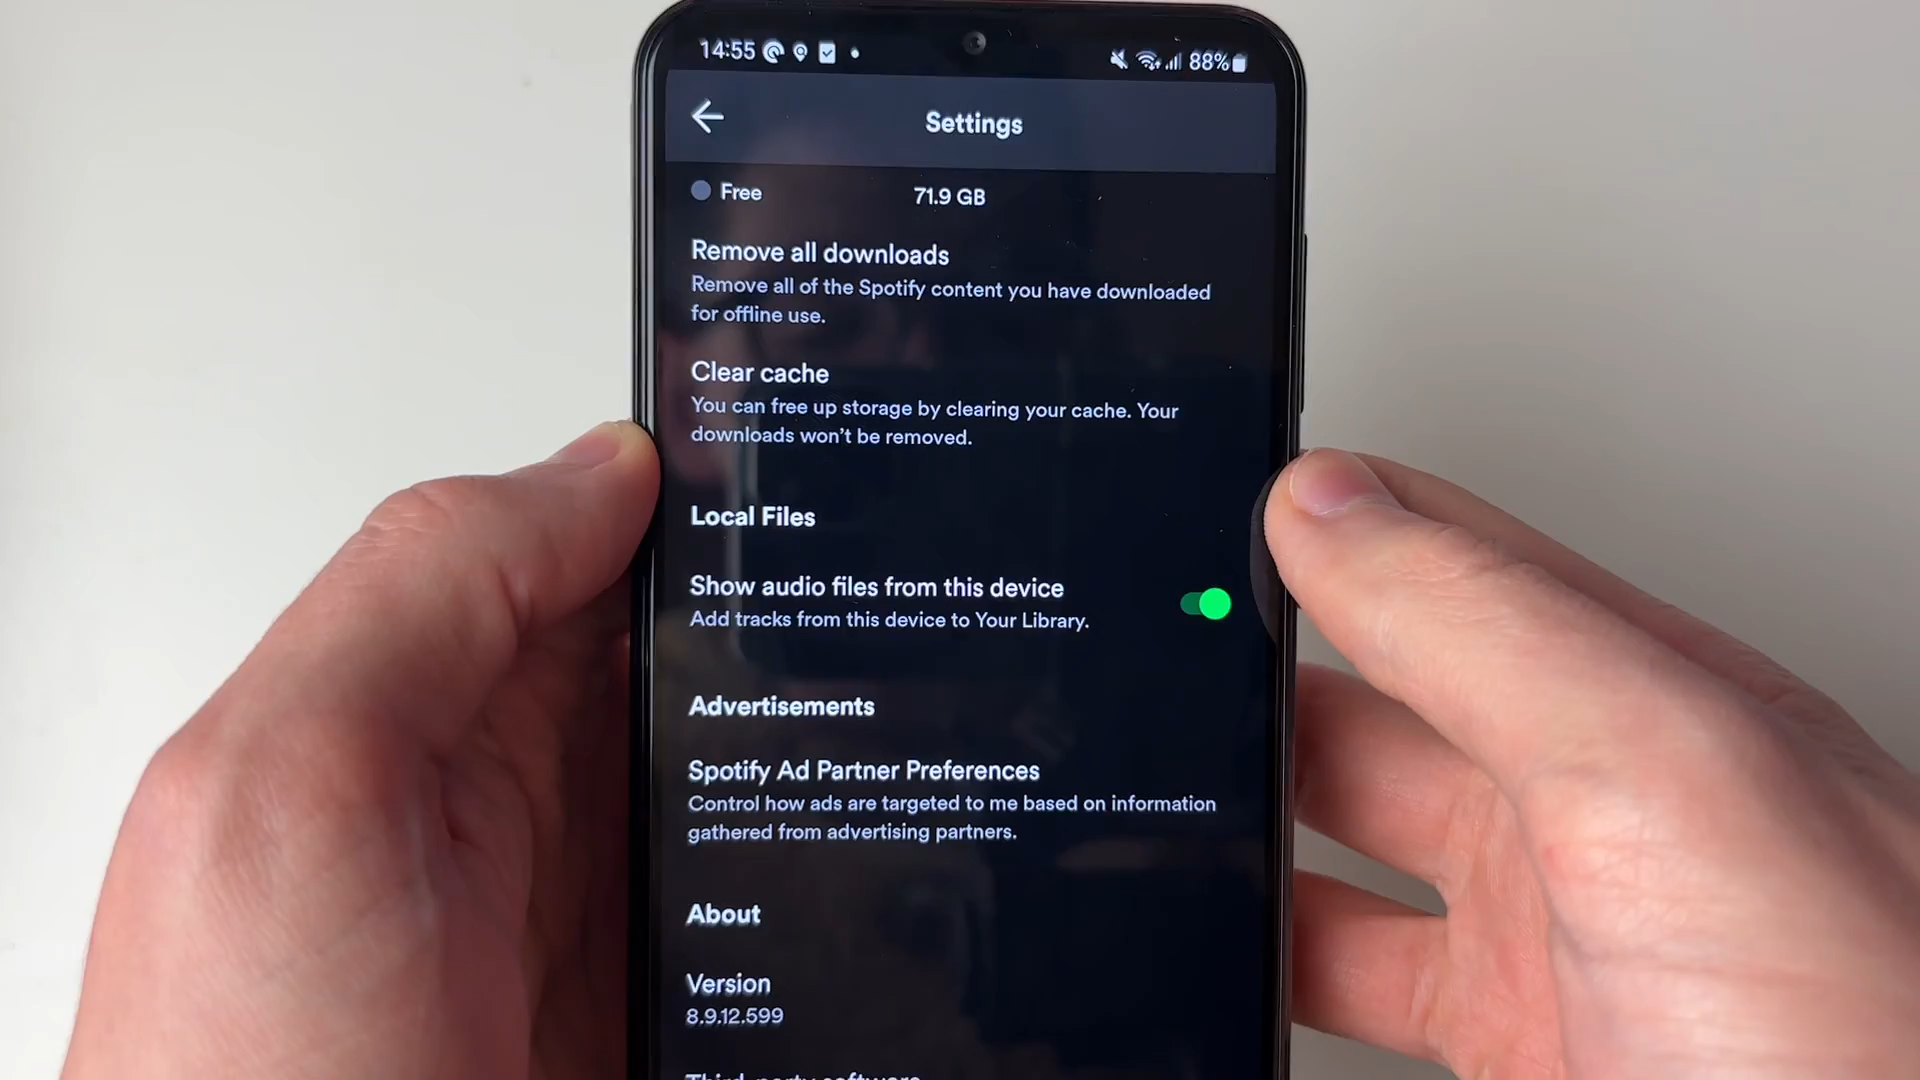 14:55
88%
Settings
Free 71.9 GB
Remove all downloads
Remove all of the Spotify content you have downloaded
for offline use.
Clear cache
You can free up storage by clearing your cache. Your
downloads won't be removed.
Local Files
Show audio files from this device
Add tracks from this device to Your Library.
Advertisements
Spotify Ad Partner Preferences
Control how ads are targeted to me based on information
gathered from advertising partners.
About
Version
8.9.12.599
Third-party software